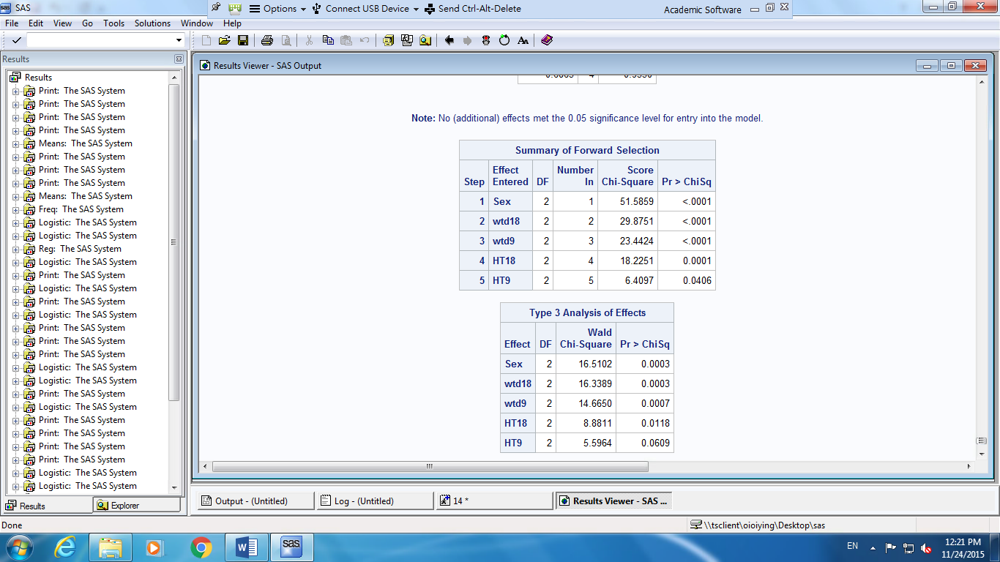 SAS
Options
Connect USB Device
Send Ctrl-Alt-Delete
Academic Software
File Edit View Go Tools Solutions Window Help
Results
Results
Print: The SAS System
Print: The SAS System
Print: The SAS System
Print: The SAS System
Means: The SAS System
Print: The SAS System
Print: The SAS System
Print: The SAS System
Means: The SAS System
Freq: The SAS System
Logistic: The SAS System
Logistic: The SAS System
Reg: The SAS System
Logistic: The SAS System
Print: The SAS System
Logistic: The SAS System
Print: The SAS System
Logistic: The SAS System
Print: The SAS System
Print: The SAS System
Print: The SAS System
Logistic: The SAS System
Logistic: The SAS System
Print: The SAS System
Logistic: The SAS System
Print: The SAS System
Print: The SAS System
Print: The SAS System
Print: The SAS System
Logistic: The SAS System
Logistic: The SAS System
Results Explorer
Results Viewer - SAS Output
Note: No (additional) effects met the 0.05 significance level for entry into the model.
Summary of Forward Selection
Step Effect Entered DF Number In Score Chi-Square Pr > ChiSq
1 Sex 2 1 51.5859 <.0001
2 wtd18 2 2 29.8751 <.0001
3 wtd9 2 3 23.4424 <.0001
4 HT18 2 4 18.2251 0.0001
5 HT9 2 5 6.4097 0.0406
Type 3 Analysis of Effects
Effect DF Wald Chi-Square Pr > ChiSq
Sex 2 16.5102 0.0003
wtd18 2 16.3389 0.0003
wtd9 2 14.6650 0.0007
HT18 2 8.8811 0.0118
HT9 2 5.5964 0.0609
Output - (Untitled)
Log - (Untitled)
14 *
Results Viewer - SAS ...
Done
\\tsclient\oioiying\Desktop\sas
EN
12:21 PM
11/24/2015